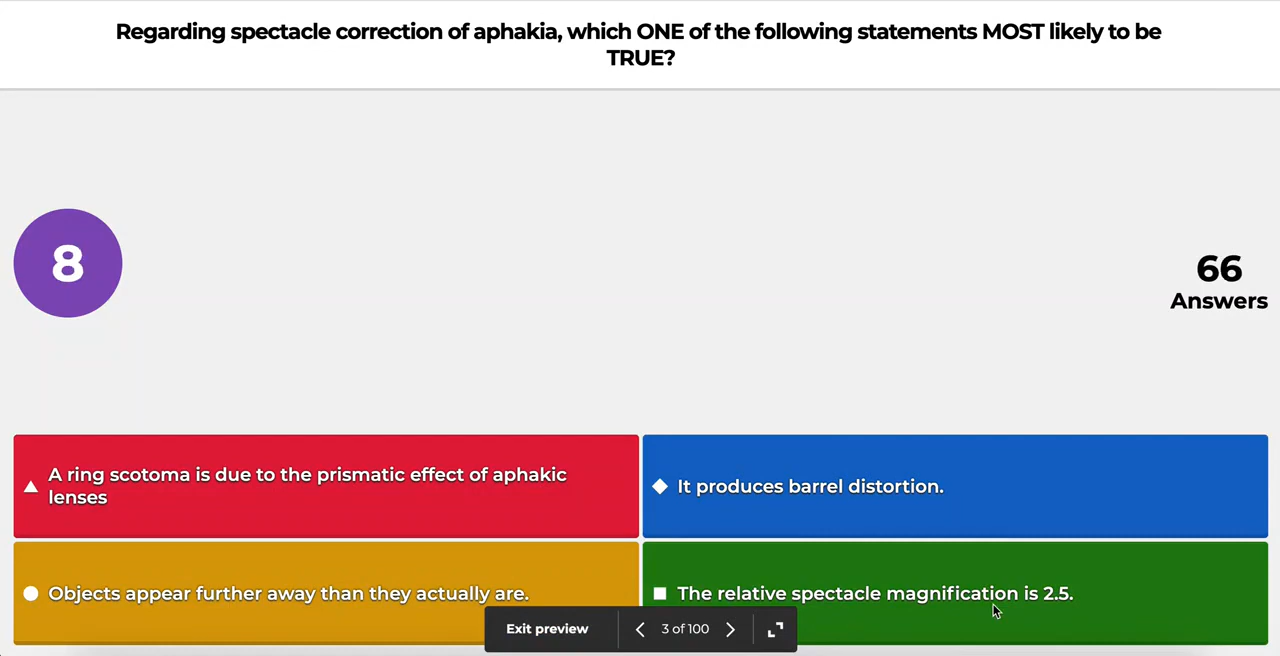 Regarding spectacle correction of aphakia, which ONE of the following statements MOST likely to be
TRUE?
8
66
Answers
A ring scotoma is due to the prismatic effect of aphakic
lenses
It produces barrel distortion.
Objects appear further away than they actually are.
The relative spectacle magnification is 2.5.
Exit preview
3 of 100